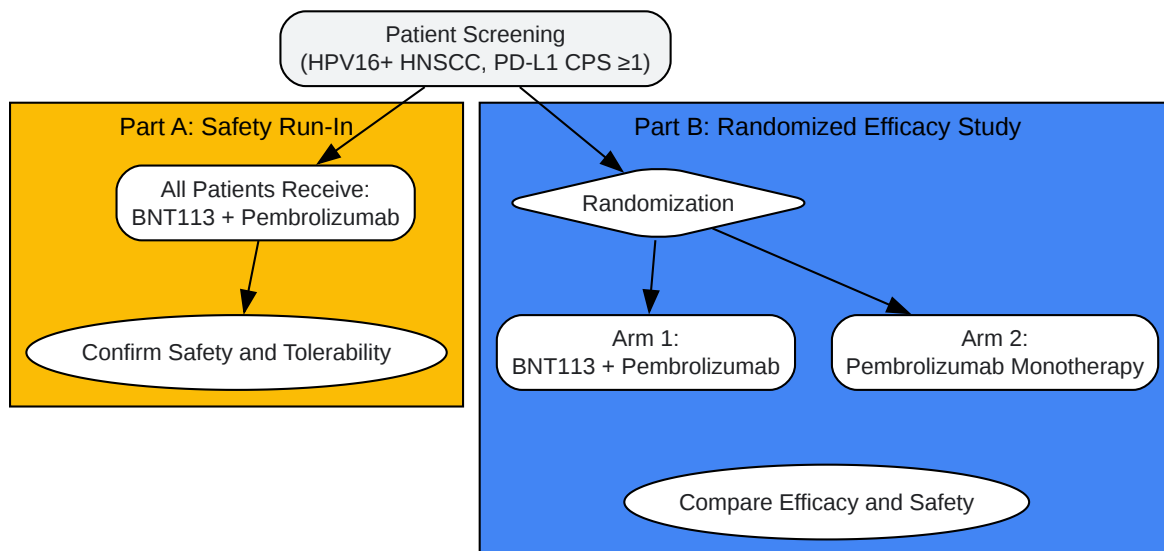 Patient Screening
(HPV16+ HNSCC, PD-L1 CPS ≥1)
Part A: Safety Run-In
All Patients Receive:
BNT113 + Pembrolizumab
Confirm Safety and Tolerability
Part B: Randomized Efficacy Study
Randomization
Arm 1:
BNT113 + Pembrolizumab
Arm 2:
Pembrolizumab Monotherapy
Compare Efficacy and Safety